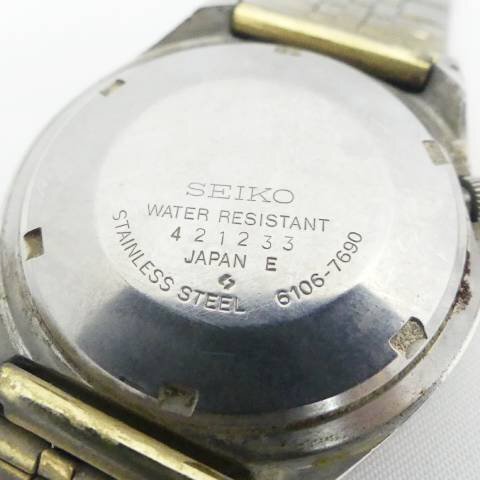 SEIKO
WATER RESISTANT
421233
JAPAN E
STAINLESS STEEL 6106-7690